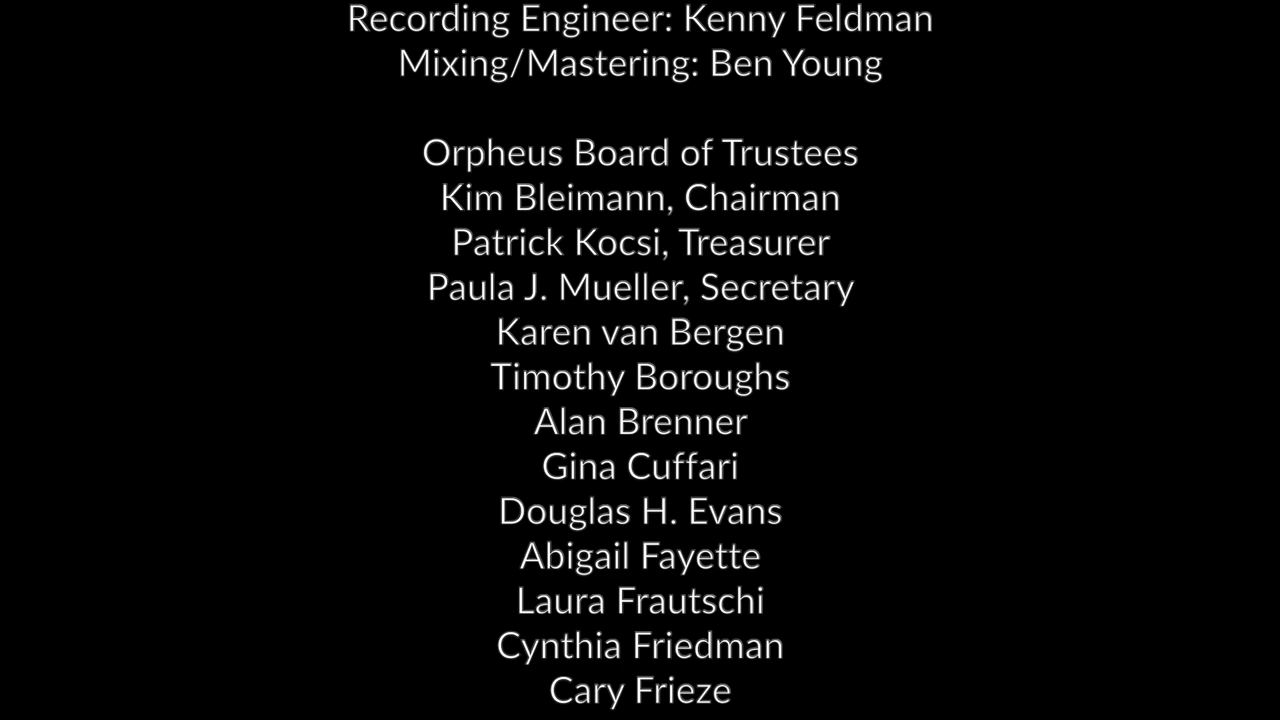 Recording Engineer: Kenny Feldman
Mixing/Mastering: Ben Young
Orpheus Board of Trustees
Kim Bleimann, Chairman
Patrick Kocsi, Treasurer
Paula J. Mueller, Secretary
Karen van Bergen
Timothy Boroughs
Alan Brenner
Gina Cuffari
Douglas H. Evans
Abigail Fayette
Laura Frautschi
Cynthia Friedman
Cary Frieze